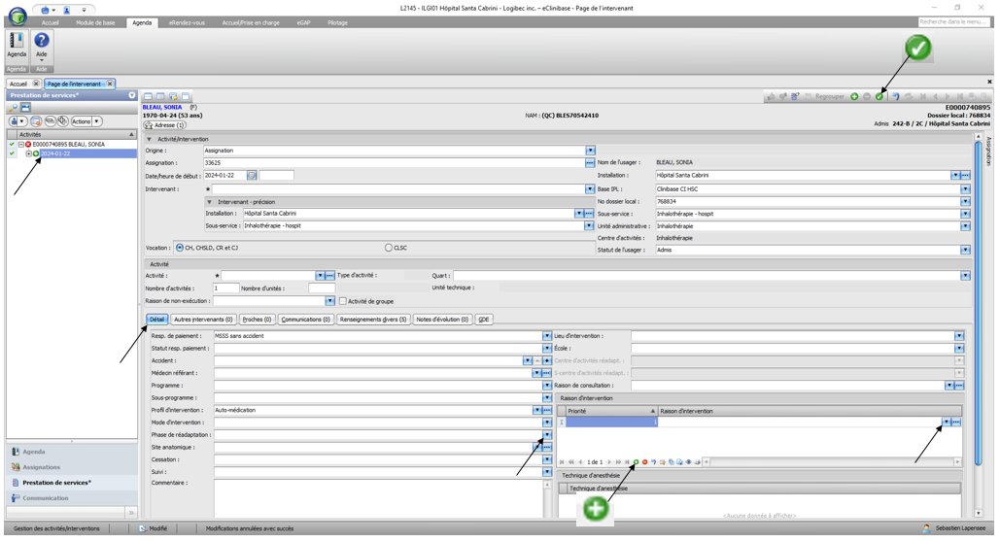 L2145 - ILGI01 Hôpital Santa Cabrini - Logibec inc. – eClinibase - Page de l'intervenant
Accueil Module de base Agenda eRendez-vous Accueil/Prise en charge eGAP Pilotage
Recherche dans le menu...
Agenda Aide
Agenda Aide
Accueil Page de l'intervenant
Prestation de services*
Regrouper
BLEAU, SONIA (F) E0000740895
1970-04-24 (53 ans) NAM : (QC) BLES70542410 Dossier local : 768834
Adresse (1) Admis 242-B / 2C / Hôpital Santa Cabrini
Actions
Activités
E0000740895 BLEAU, SONIA
2024-01-22
Assignation
Activité/intervention
Origine : Assignation
Assignation : 33625 Nom de l'usager : BLEAU, SONIA
Date/heure de début : 2024-01-22 Installation : Hôpital Santa Cabrini
Intervenant : Base IPL : Clinibase CI HSC
Intervenant - précision No dossier local : 768834
Installation : Hôpital Santa Cabrini Sous-service : Inhalothérapie - hospit
Sous-service : Inhalothérapie - hospit Unité administrative : Inhalothérapie
Centre d'activités : Inhalothérapie
Vocation : CH, CHSLD, CR et CJ CLSC Statut de l'usager : Admis
Activité
Activité : Type d'activité : Quart :
Nombre d'activités : 1 Nombre d'unités : Unité technique :
Raison de non-exécution : Activité de groupe
Détail Autres intervenants (0) Proches (0) Communications (0) Renseignements divers (5) Notes d'évolution (0) GDE
Resp. de paiement : MSSS sans accident Lieu d'intervention :
Statut resp. paiement : École :
Accident : Centre d'activités réadapt. :
Médecin référant : S-centre d'activités réadapt. :
Programme : Raison de consultation :
Sous-programme : Raison d'intervention
Profil d'intervention : Auto-médication Priorité Raison d'intervention
Mode d'intervention : 1
Phase de réadaptation :
Site anatomique :
Cessation : 1 de 1
Suivi : Technique d'anesthésie
Commentaire : Technique d'anesthésie
<Aucune donnée à afficher>
Agenda
Assignations
Prestation de services*
Communication
Gestion des activités/interventions Modifié Modifications annulées avec succès Sebastien Lapensee